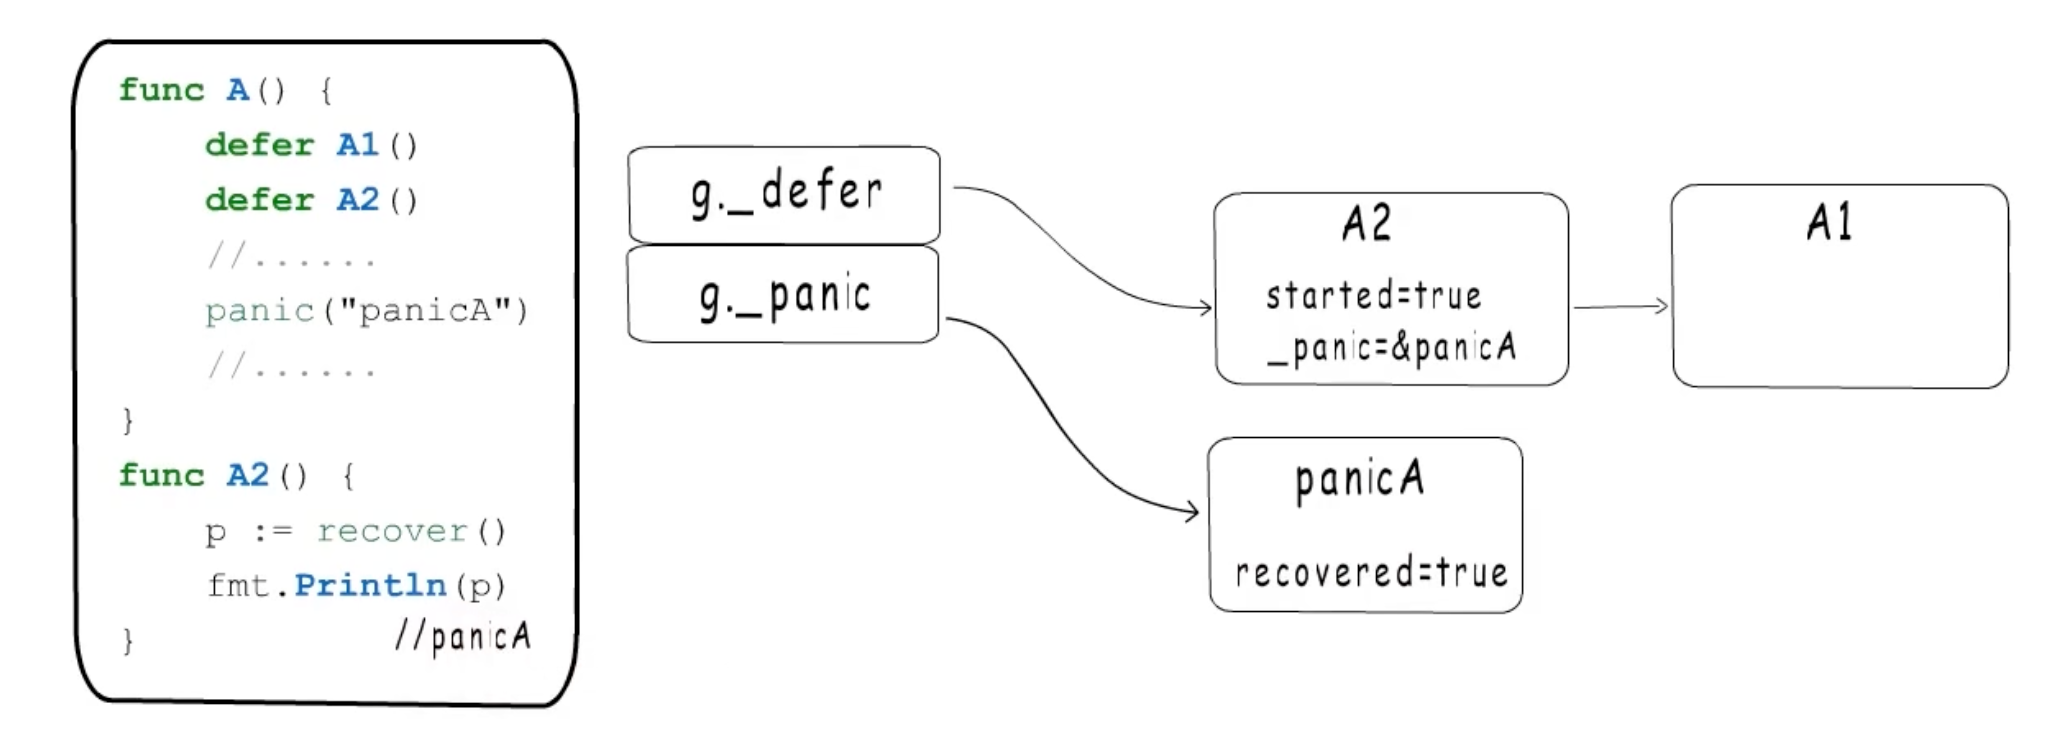 func A() {
defer A1()
defer A2()
//......
panic("panicA")
//......
}
func A2() {
p := recover()
fmt.Println(p)
//panicA
}
g._defer
g._panic
A2
started=true
_panic=&panicA
A1
panicA
recovered=true